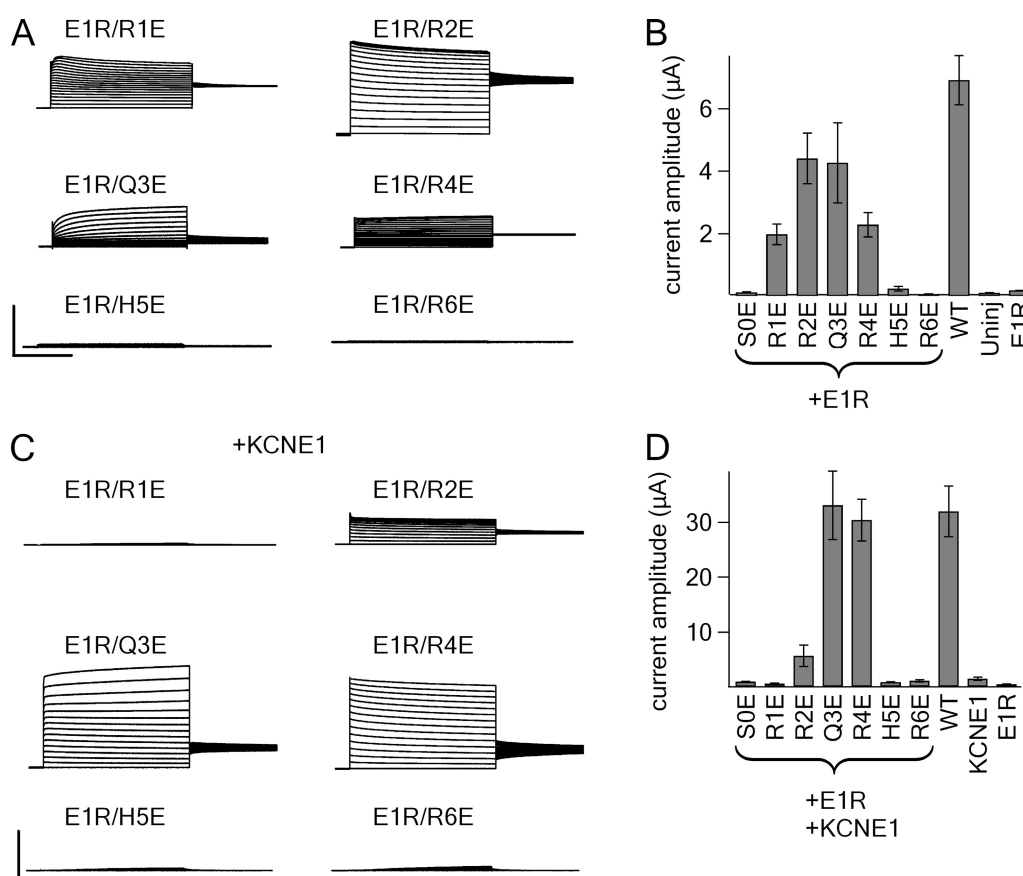 A
E1R/R1E
E1R/R2E
E1R/Q3E
E1R/R4E
E1R/H5E
E1R/R6E
B
current amplitude (µA)
6
4
2
S0E
R1E
R2E
Q3E
R4E
H5E
R6E
WT
Uninj
E1R
+E1R
C
+KCNE1
E1R/R1E
E1R/R2E
E1R/Q3E
E1R/R4E
E1R/H5E
E1R/R6E
D
current amplitude (µA)
30
20
10
S0E
R1E
R2E
Q3E
R4E
H5E
R6E
WT
KCNE1
E1R
+E1R
+KCNE1